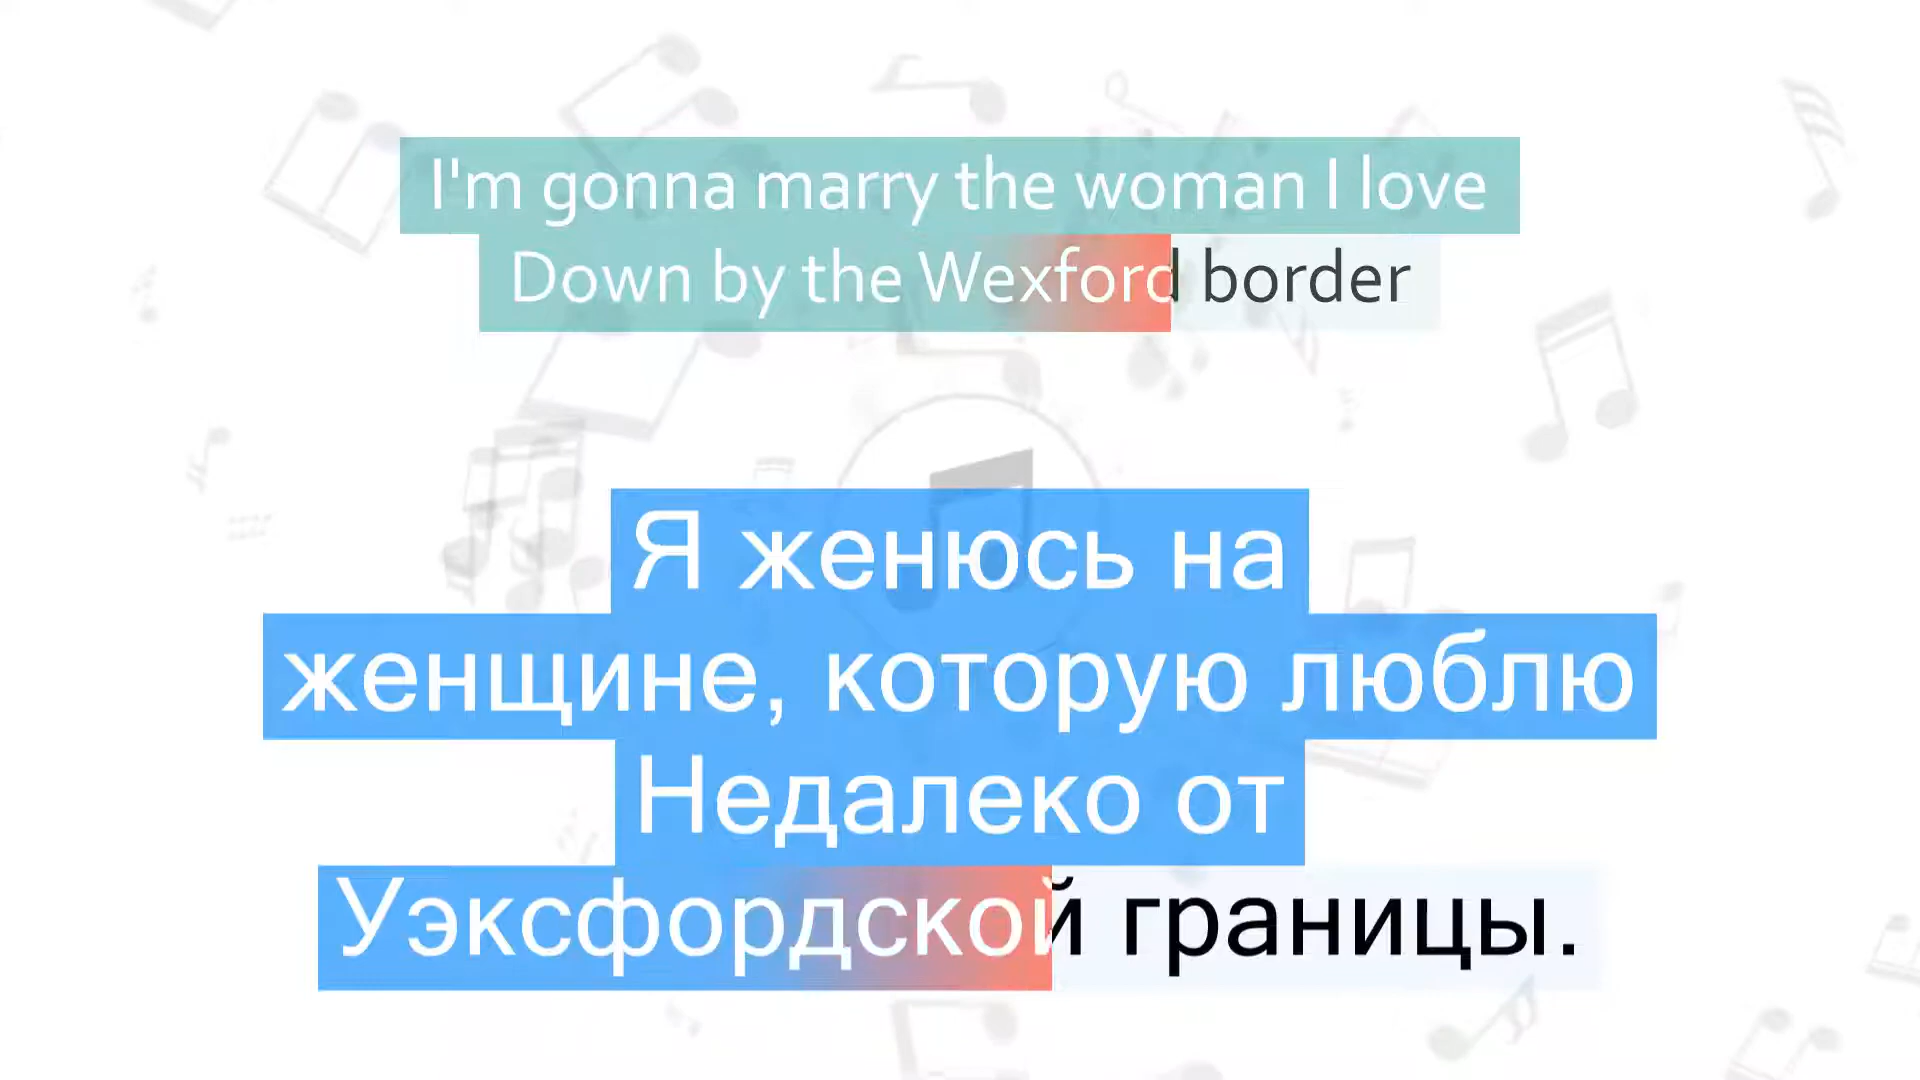 I'm gonna marry the woman I love
Down by the Wexford border
Я женюсь на
женщине, которую люблю
Недалеко от
Уэксфордской границы.